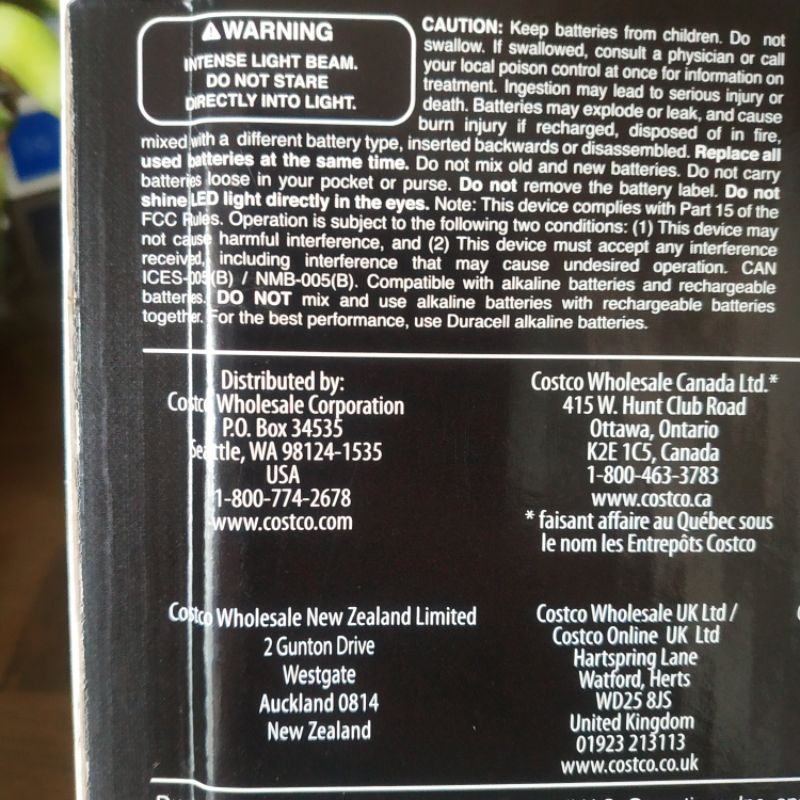 ⚠WARNING
INTENSE LIGHT BEAM.
DO NOT STARE
DIRECTLY INTO LIGHT.
CAUTION: Keep batteries from children. Do not
swallow. If swallowed, consult a physician or call
your local poison control at once for information on
treatment. Ingestion may lead to serious injury or
death. Batteries may explode or leak, and cause
burn injury if recharged, disposed of in fire,
mixed with a different battery type, inserted backwards or disassembled. Replace all
used batteries at the same time. Do not mix old and new batteries. Do not carry
batteries loose in your pocket or purse. Do not remove the battery label. Do not
shine LED light directly in the eyes. Note: This device complies with Part 15 of the
FCC Rules. Operation is subject to the following two conditions: (1) This device may
not cause harmful interference, and (2) This device must accept any interference
received, including interference that may cause undesired operation. CAN
ICES-005(B) / NMB-005(B). Compatible with alkaline batteries and rechargeable
batteries. DO NOT mix and use alkaline batteries with rechargeable batteries
together. For the best performance, use Duracell alkaline batteries.
Distributed by:
Costco Wholesale Corporation
P.O. Box 34535
Seattle, WA 98124-1535
USA
1-800-774-2678
www.costco.com
Costco Wholesale Canada Ltd.*
415 W. Hunt Club Road
Ottawa, Ontario
K2E 1C5, Canada
1-800-463-3783
www.costco.ca
* faisant affaire au Québec sous
le nom les Entrepôts Costco
Costco Wholesale New Zealand Limited
2 Gunton Drive
Westgate
Auckland 0814
New Zealand
Costco Wholesale UK Ltd /
Costco Online UK Ltd
Hartspring Lane
Watford, Herts
WD25 8JS
United Kingdom
01923 213113
www.costco.co.uk